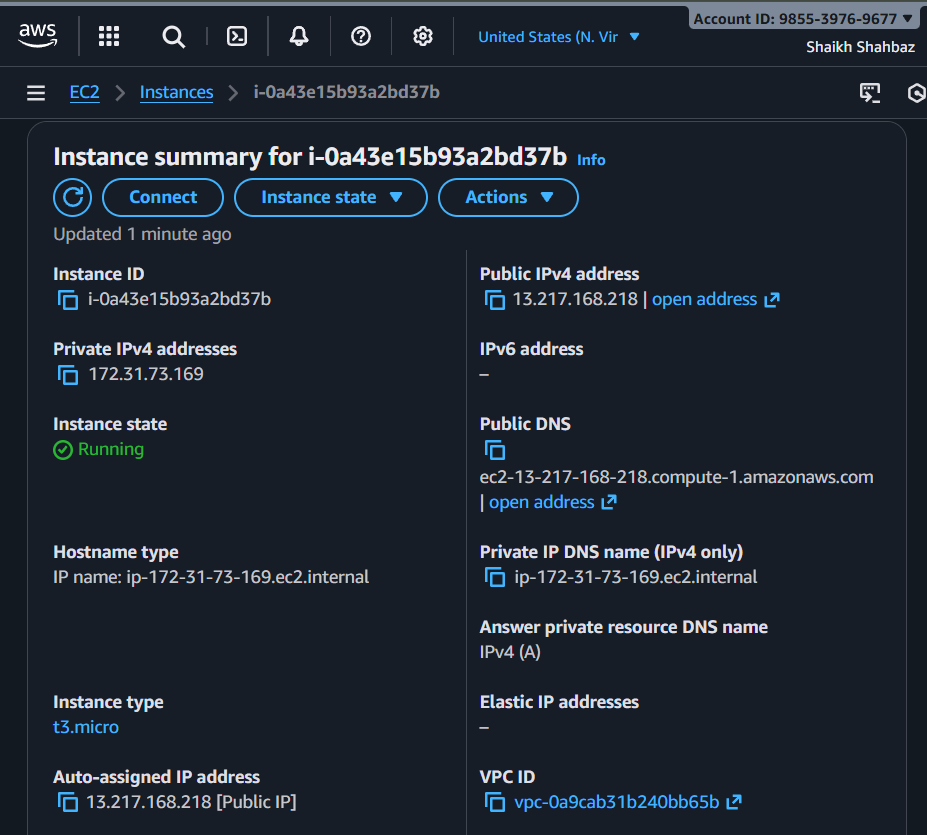 aws
United States (N. Vir
Account ID: 9855-3976-9677
Shaikh Shahbaz
EC2
Instances
i-0a43e15b93a2bd37b
Instance summary for i-0a43e15b93a2bd37b Info
Connect
Instance state
Actions
Updated 1 minute ago
Instance ID
i-0a43e15b93a2bd37b
Public IPv4 address
13.217.168.218 | open address
Private IPv4 addresses
172.31.73.169
IPv6 address
–
Instance state
Running
Public DNS
ec2-13-217-168-218.compute-1.amazonaws.com
| open address
Hostname type
IP name: ip-172-31-73-169.ec2.internal
Private IP DNS name (IPv4 only)
ip-172-31-73-169.ec2.internal
Answer private resource DNS name
IPv4 (A)
Instance type
t3.micro
Elastic IP addresses
–
Auto-assigned IP address
13.217.168.218 [Public IP]
VPC ID
vpc-0a9cab31b240bb65b